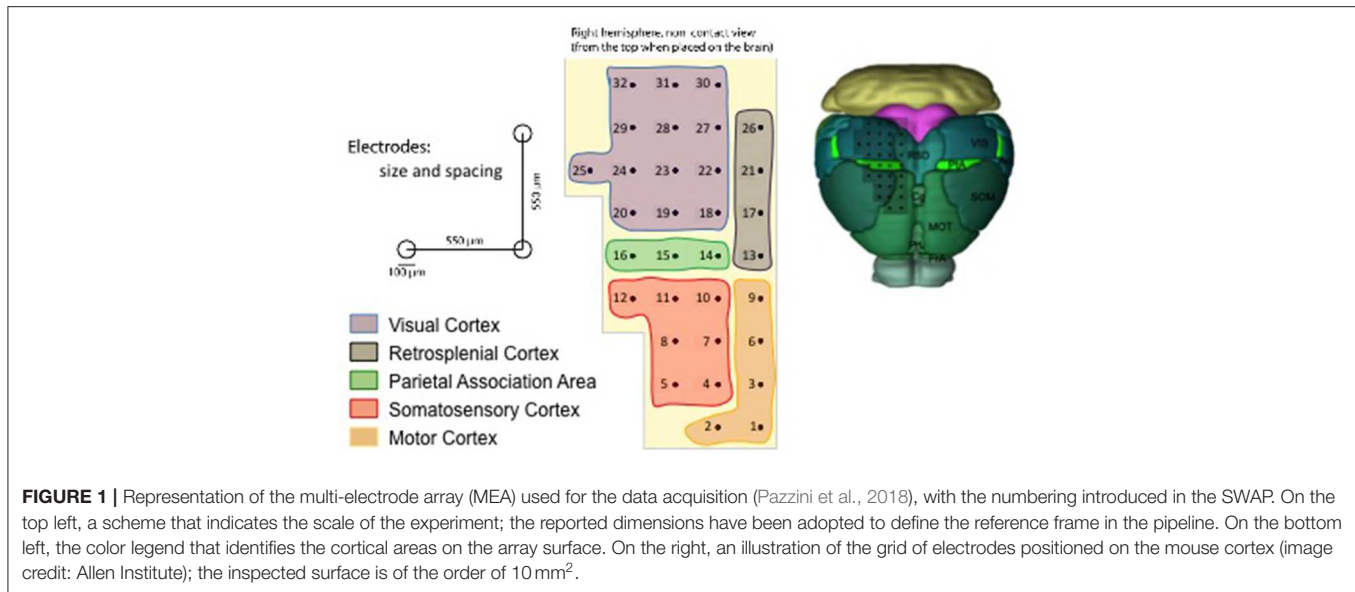 Right hemisphere, non contact view
(from the top when placed on the brain)
32 31 30
29 28 27 26
25 24 23 22 21
20 19 18 17
16 15 14 13
12 11 10 9
8 7 6
5 4 3
2 1
Electrodes:
size and spacing
550 µm
550 µm
100 µm
Visual Cortex
Retrosplenial Cortex
Parietal Association Area
Somatosensory Cortex
Motor Cortex
RSD
VIS
PtA
SOM
Cg
MOT
PrL
FrA
FIGURE 1 | Representation of the multi-electrode array (MEA) used for the data acquisition (Pazzini et al., 2018), with the numbering introduced in the SWAP. On the
top left, a scheme that indicates the scale of the experiment; the reported dimensions have been adopted to define the reference frame in the pipeline. On the bottom
left, the color legend that identifies the cortical areas on the array surface. On the right, an illustration of the grid of electrodes positioned on the mouse cortex (image
credit: Allen Institute); the inspected surface is of the order of 10 mm².